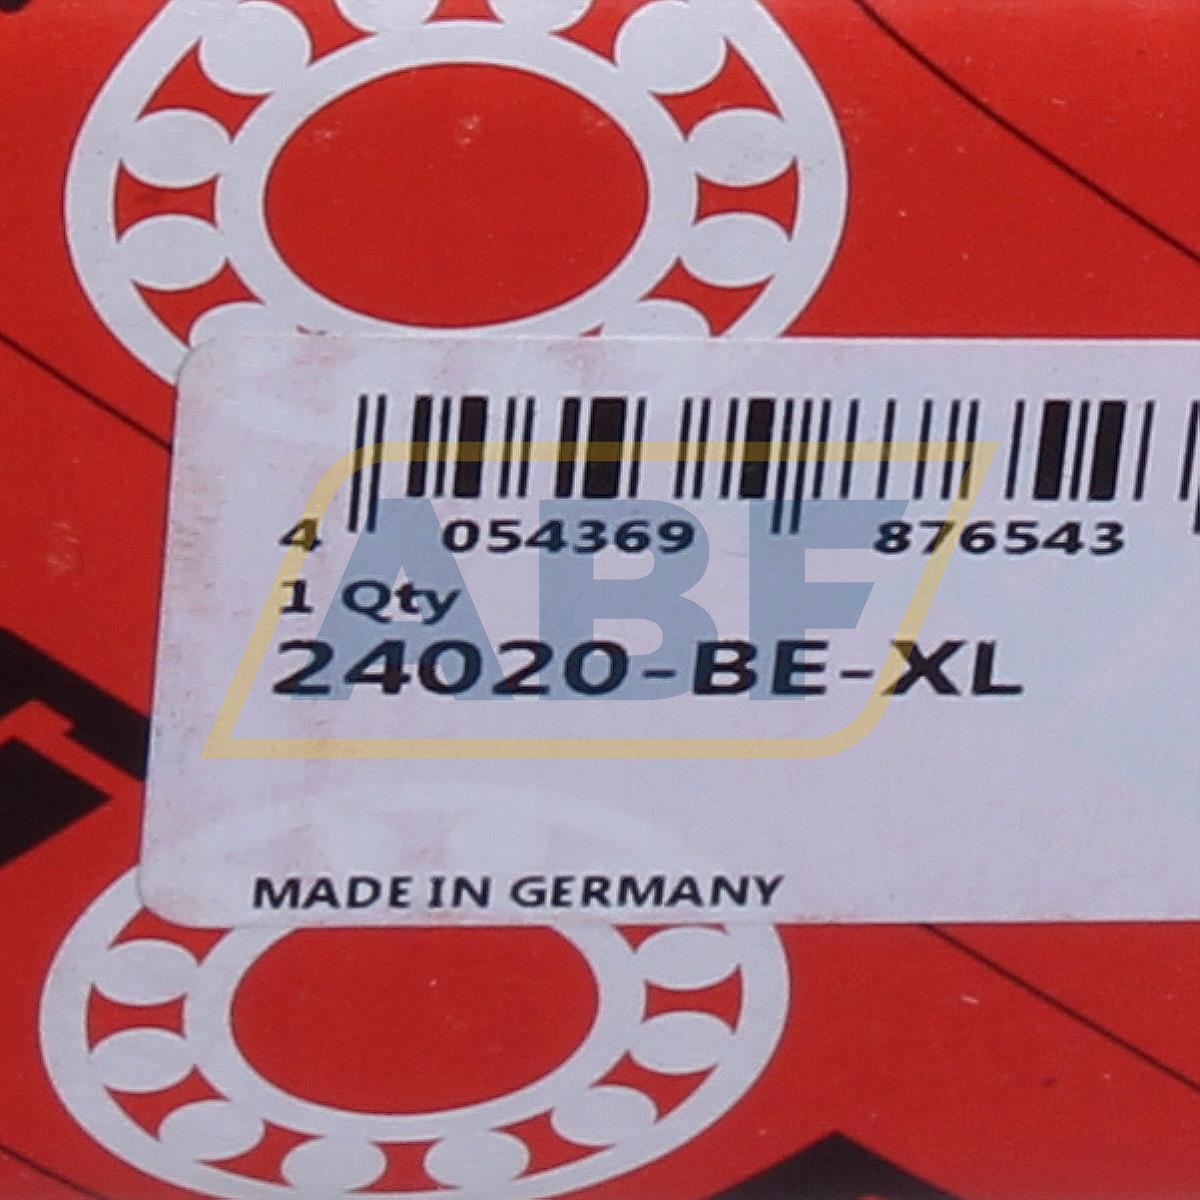 4 054369 876543
1 Qty
24020-BE-XL
ABF
MADE IN GERMANY